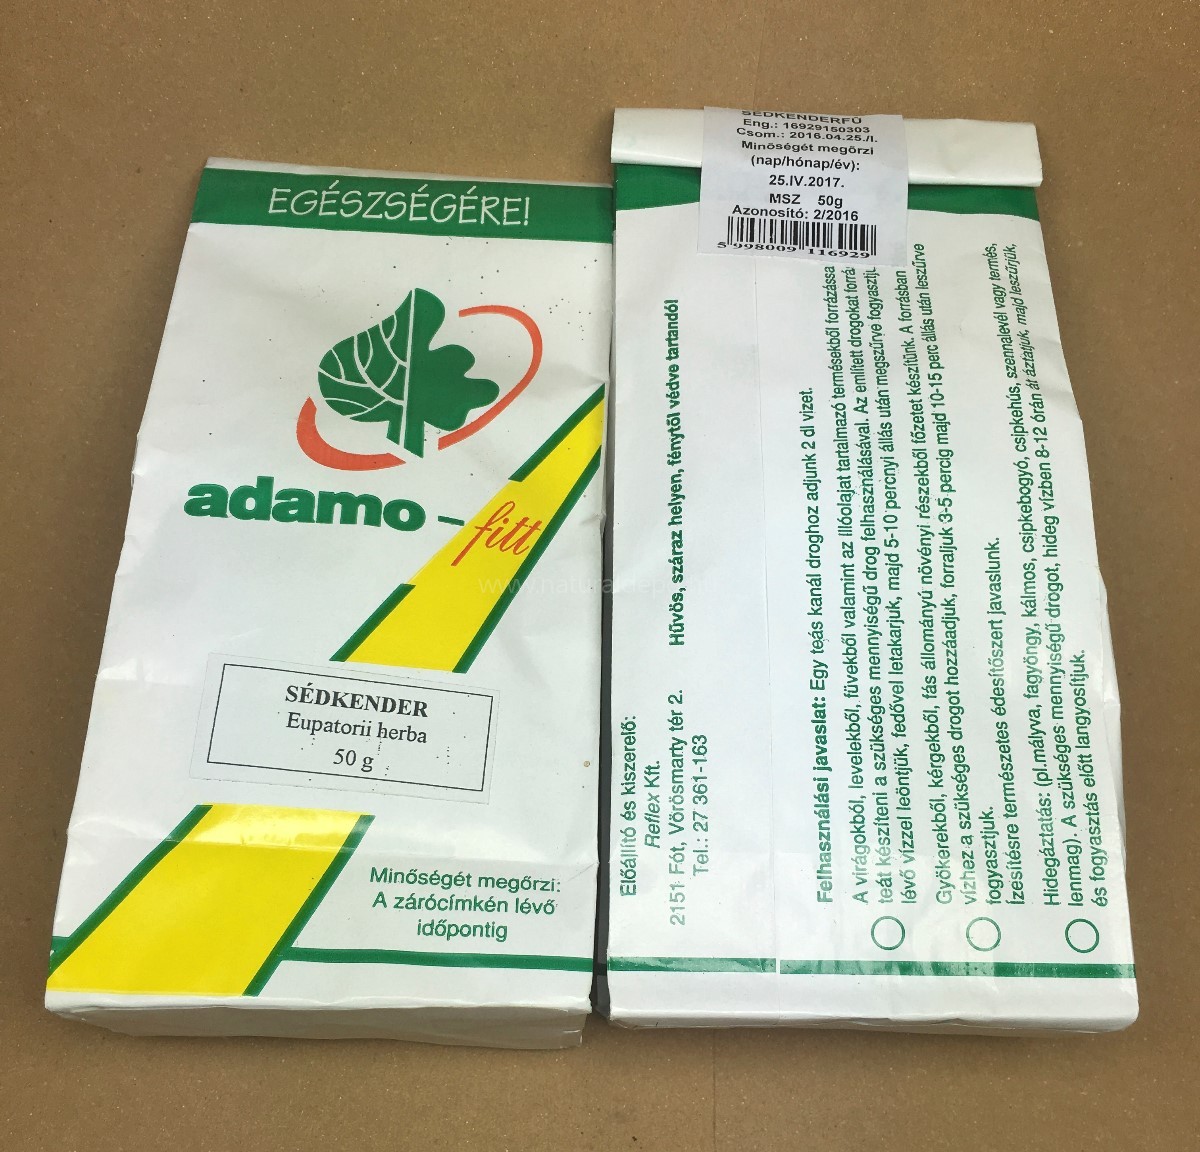 EGÉSZSÉGÉRE!
adamo - fitt
SÉDKENDER
Eupatorii herba
50 g
Minőségét megőrzi:
A zárócímkén lévő
időpontig
SÉDKENDERFŰ
Eng.: 16929150303
Csom.: 2016.04.25./I.
Minőségét megőrzi
(nap/hónap/év):
25.IV.2017.
MSZ 50g
Azonosító: 2/2016
5 998009 116929
Előállító és kiszerelő:
Reflex Kft.
2151 Fót, Vörösmarty tér 2.
Tel.: 27 361-163
Hűvös, száraz helyen, fénytől védve tartandó!
Felhasználási javaslat: Egy teás kanál droghoz adjunk 2 dl vizet.
A virágokból, levelekből, füvekből valamint az illóolajat tartalmazó termésekből forrázássa
teát készíteni a szükséges mennyiségű drog felhasználásával. Az említett drogokat forrá
lévő vízzel leöntjük, fedővel letakarjuk, majd 5-10 percnyi állás után megszűrve fogyasztju
Gyökerekből, kérgekből, fás állományú növényi részekből főzetet készítünk. A forrásban
vízhez a szükséges drogot hozzáadjuk, forraljuk 3-5 percig majd 10-15 perc állás után leszűrve
fogyasztjuk.
Ízesítésre természetes édesítőszert javaslunk.
Hidegáztatás: (pl.mályva, fagyöngy, kálmos, csipkebogyó, csipkehús, szennalevél vagy termés,
lenmag). A szükséges mennyiségű drogot, hideg vízben 8-12 órán át áztatjuk, majd leszűrjük,
és fogyasztás előtt langyosítjuk.